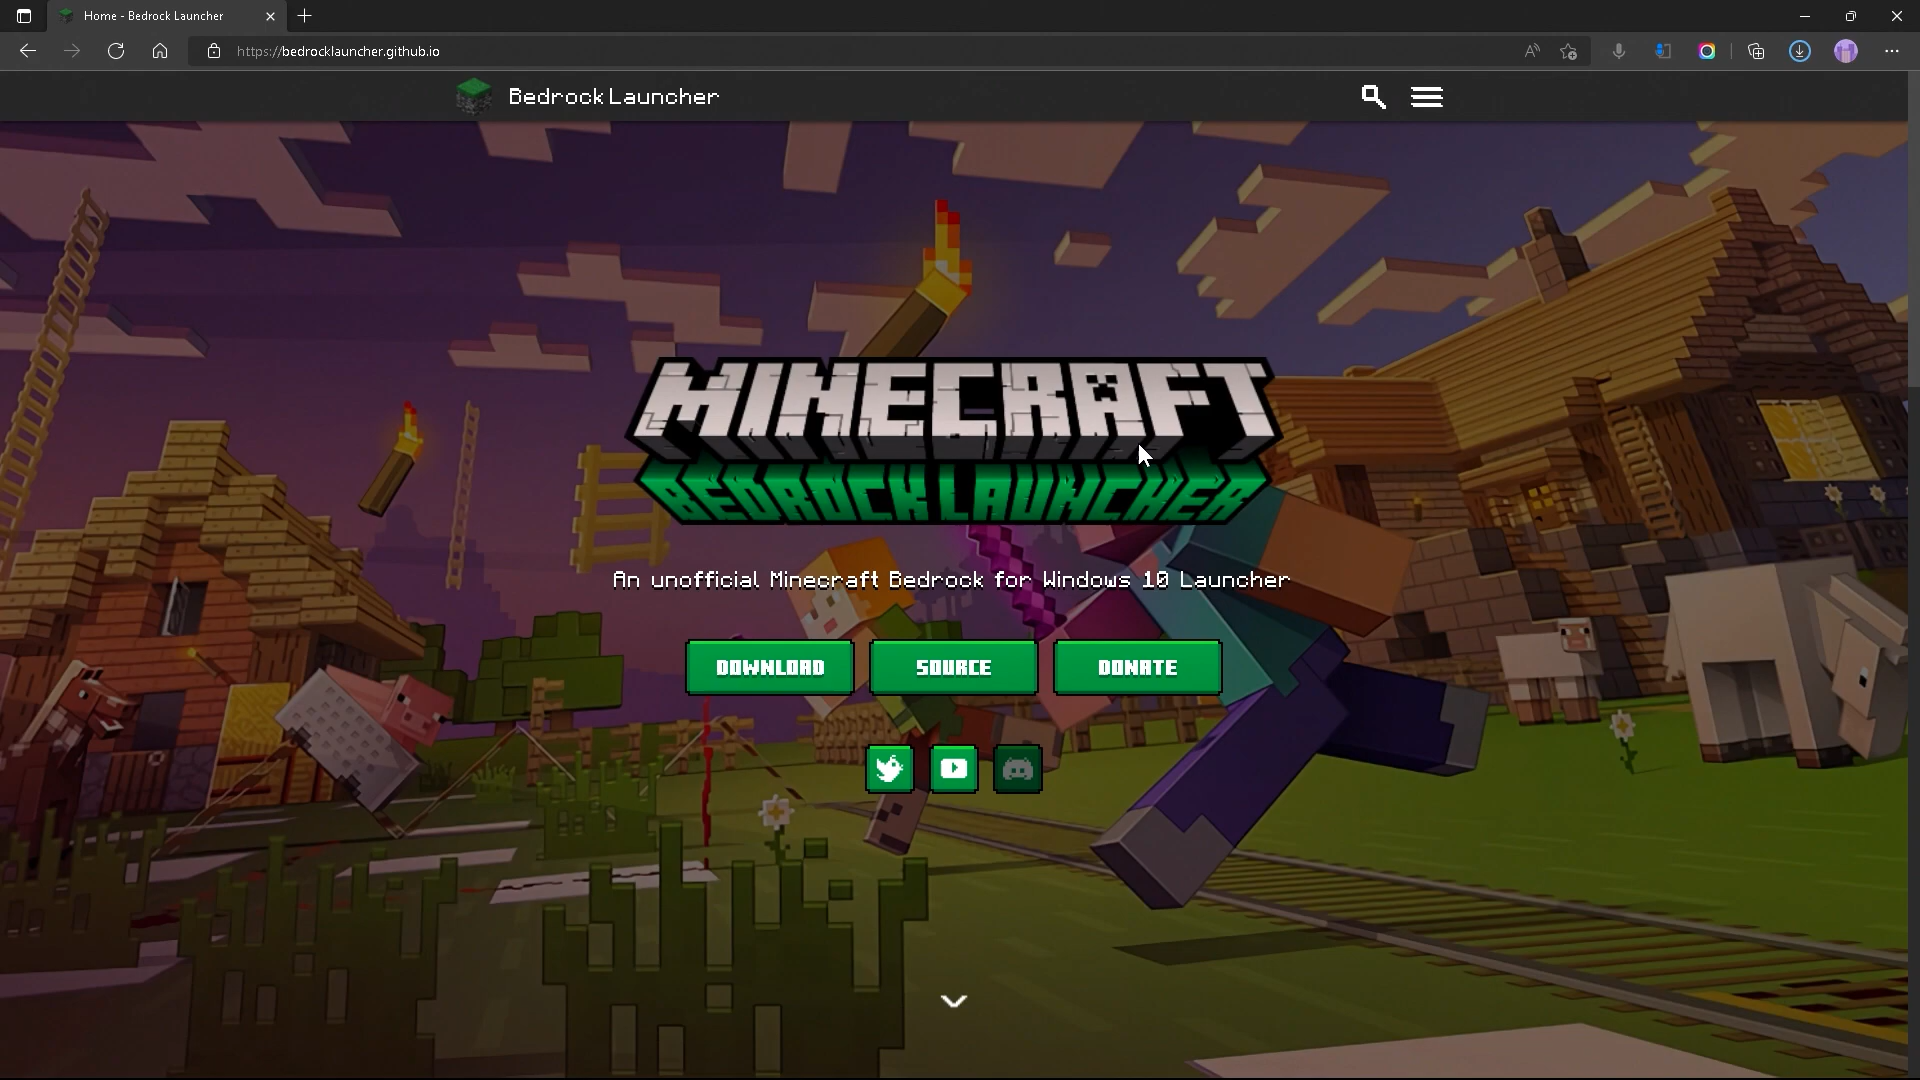 Home - Bedrock Launcher
https://bedrocklauncher.github.io
Bedrock Launcher
MINECRAFT
BEDROCK LAUNCHER
An unofficial Minecraft Bedrock for Windows 10 Launcher
DOWNLOAD
SOURCE
DONATE